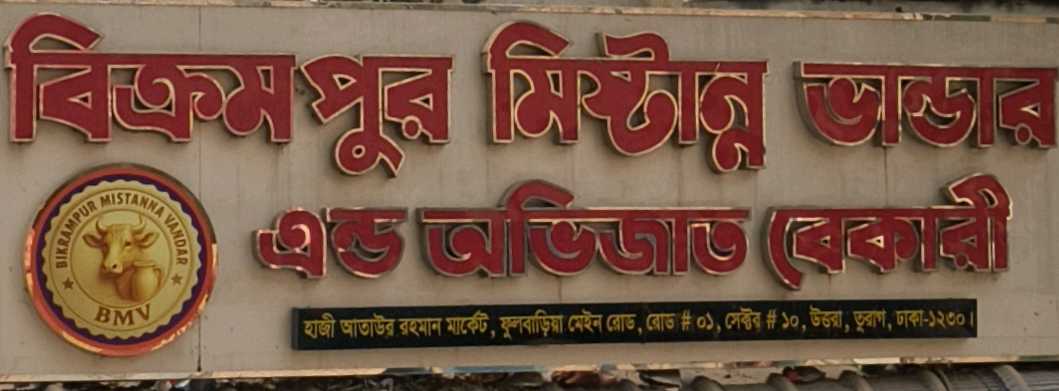 বিক্রমপুর মিষ্টান্ন ভান্ডার
এন্ড অভিজাত বেকারী
BIKRAMPUR MISTANNA VANDAR
BMV
হাজী আতাউর রহমান মার্কেট, ফুলবাড়িয়া মেইন রোড, রোড # ০১, সেক্টর # ১০, উত্তরা, তুরাগ, ঢাকা-১২৩০।